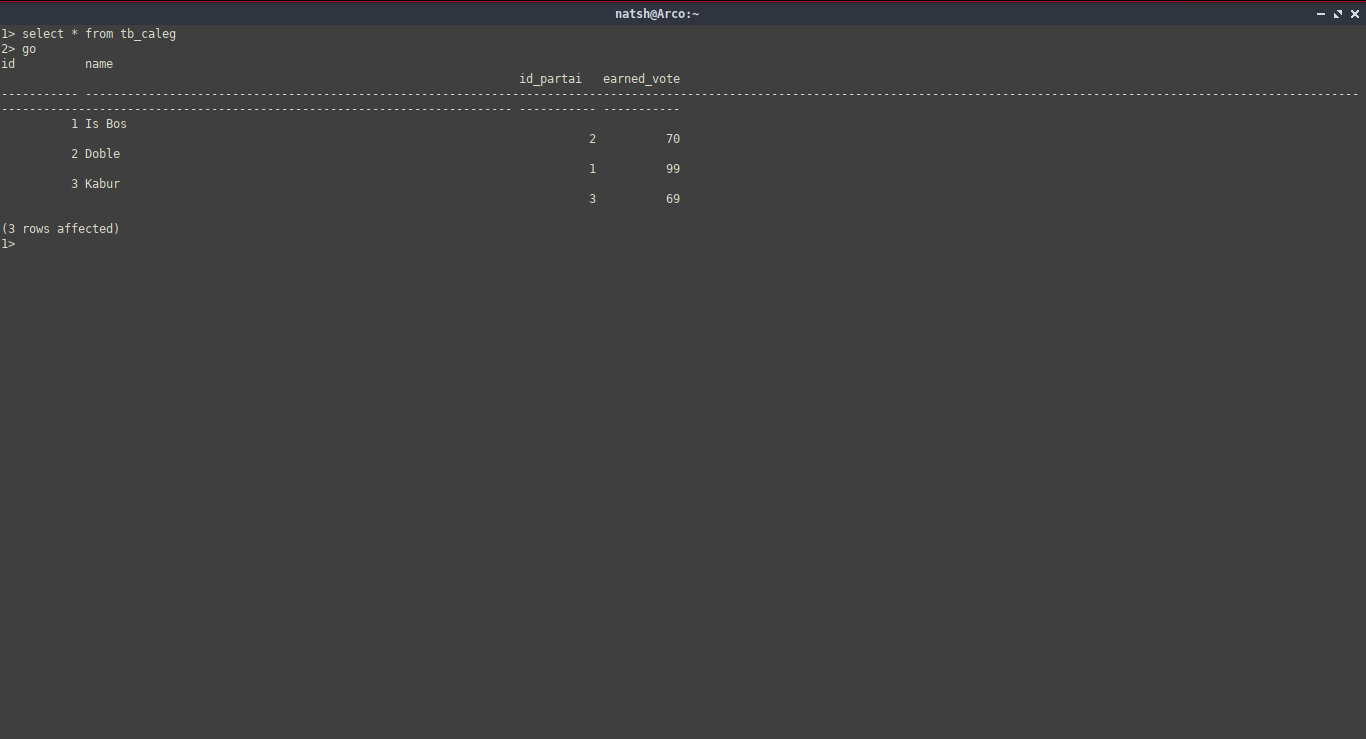 natsh@Arco:~
1> select * from tb_caleg
2> go
id          name
                                                                          id_partai   earned_vote
----------- ---------------------------------------------------------------------------------------------------------------------------------------------------------------------------------------
------------------------------------------------------------------------- ----------- -----------
          1 Is Bos
                                                                                    2          70
          2 Doble
                                                                                    1          99
          3 Kabur
                                                                                    3          69

(3 rows affected)
1>